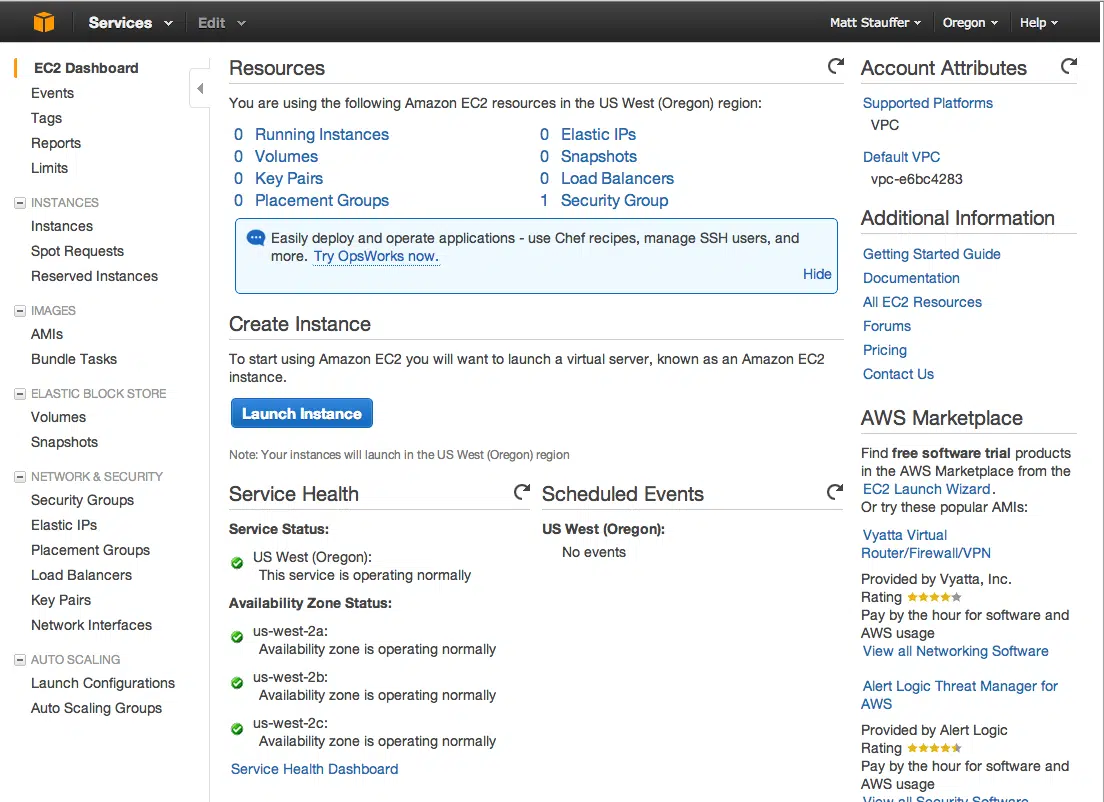 Services
Edit
Matt Stauffer
Oregon
Help
EC2 Dashboard
Events
Tags
Reports
Limits
INSTANCES
Instances
Spot Requests
Reserved Instances
IMAGES
AMIs
Bundle Tasks
ELASTIC BLOCK STORE
Volumes
Snapshots
NETWORK & SECURITY
Security Groups
Elastic IPs
Placement Groups
Load Balancers
Key Pairs
Network Interfaces
AUTO SCALING
Launch Configurations
Auto Scaling Groups
Resources
You are using the following Amazon EC2 resources in the US West (Oregon) region:
0 Running Instances
0 Elastic IPs
0 Volumes
0 Snapshots
0 Key Pairs
0 Load Balancers
0 Placement Groups
1 Security Group
Easily deploy and operate applications - use Chef recipes, manage SSH users, and
more. Try OpsWorks now.
Hide
Create Instance
To start using Amazon EC2 you will want to launch a virtual server, known as an Amazon EC2
instance.
Launch Instance
Note: Your instances will launch in the US West (Oregon) region
Service Health
Service Status:
US West (Oregon):
This service is operating normally
Availability Zone Status:
us-west-2a:
Availability zone is operating normally
us-west-2b:
Availability zone is operating normally
us-west-2c:
Availability zone is operating normally
Service Health Dashboard
Scheduled Events
US West (Oregon):
No events
Account Attributes
Supported Platforms
VPC
Default VPC
vpc-e6bc4283
Additional Information
Getting Started Guide
Documentation
All EC2 Resources
Forums
Pricing
Contact Us
AWS Marketplace
Find free software trial products
in the AWS Marketplace from the
EC2 Launch Wizard.
Or try these popular AMIs:
Vyatta Virtual
Router/Firewall/VPN
Provided by Vyatta, Inc.
Rating
Pay by the hour for software and
AWS usage
View all Networking Software
Alert Logic Threat Manager for
AWS
Provided by Alert Logic
Rating
Pay by the hour for software and
AWS usage
View all Security Software